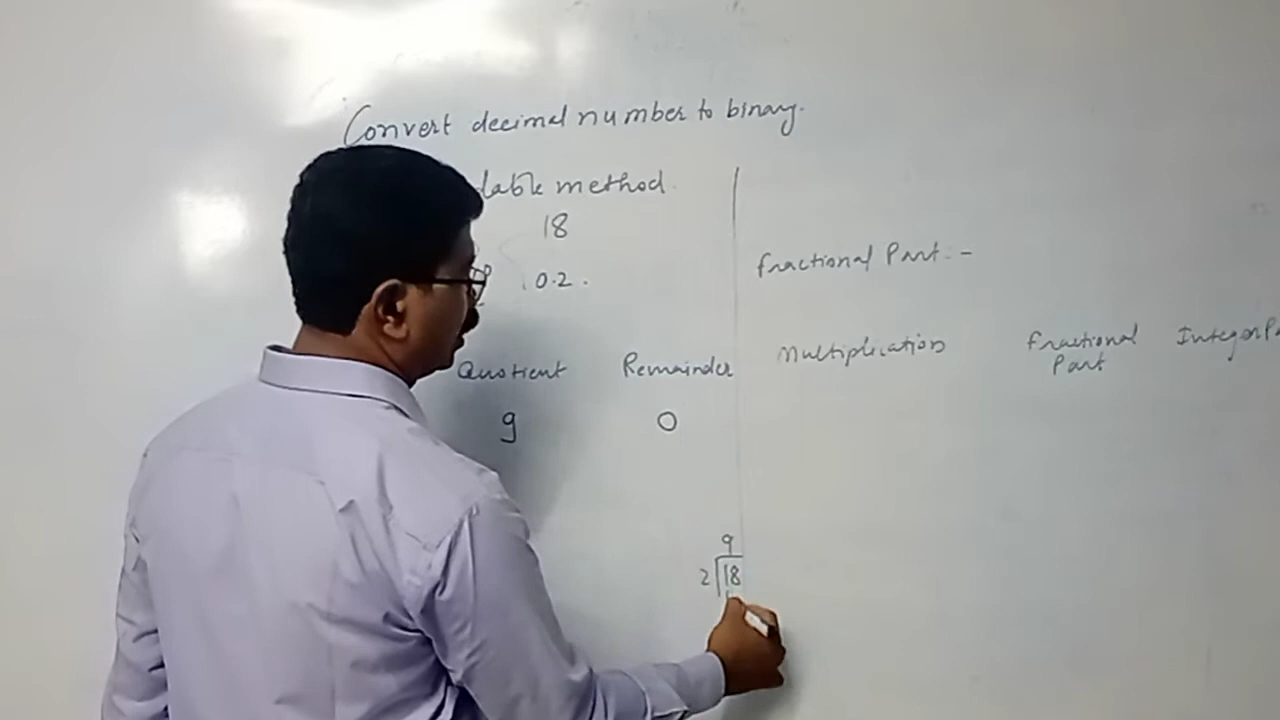 Convert decimal number to binary.
method.
18
0.2.
Quotient Remainder
9 0
9
2 18
fractional Part :-
Multiplication fractional Part